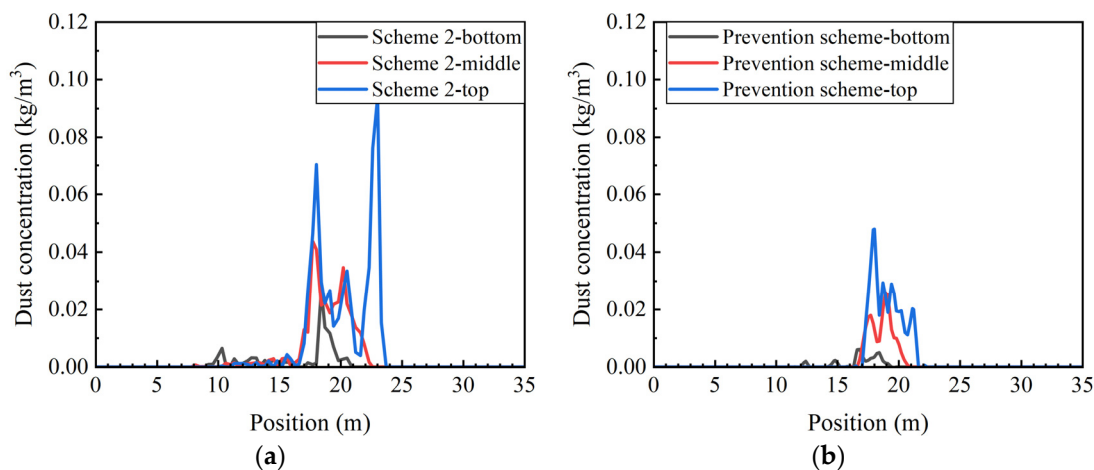 0.12
0.10
0.08
0.06
0.04
0.02
0.00
Dust concentration (kg/m³)
Scheme 2-bottom
Scheme 2-middle
Scheme 2-top
0 5 10 15 20 25 30 35
Position (m)
(a)
0.12
0.10
0.08
0.06
0.04
0.02
0.00
Dust concentration (kg/m³)
Prevention scheme-bottom
Prevention scheme-middle
Prevention scheme-top
0 5 10 15 20 25 30 35
Position (m)
(b)